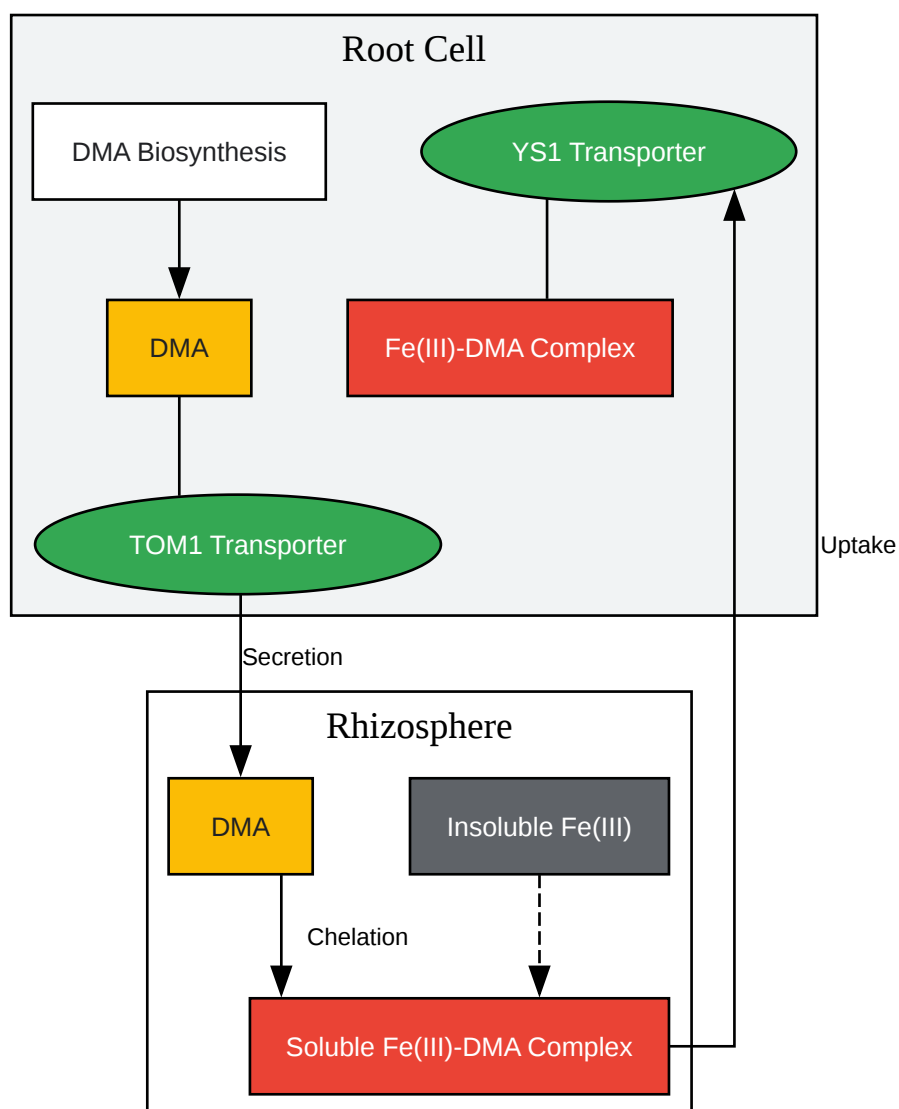 Root Cell
DMA Biosynthesis
YS1 Transporter
DMA
Fe(III)-DMA Complex
TOM1 Transporter
Uptake
Secretion
Rhizosphere
DMA
Insoluble Fe(III)
Chelation
Soluble Fe(III)-DMA Complex